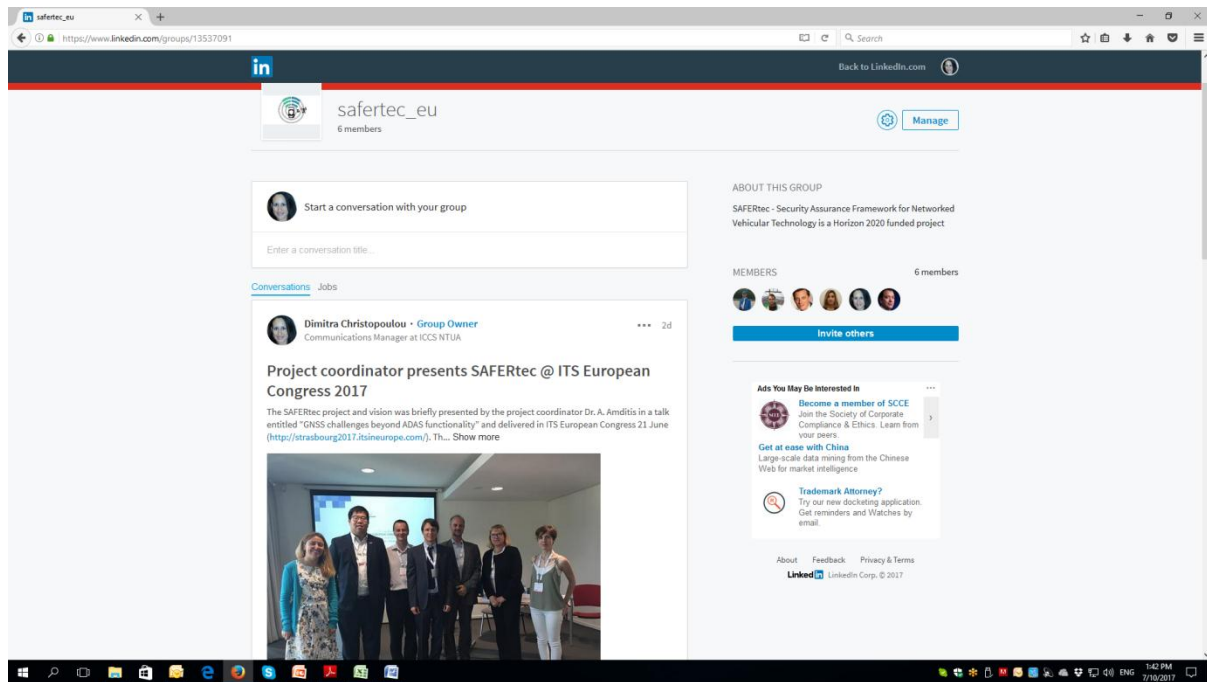 safertec_eu
https://www.linkedin.com/groups/13537091
Search
in
Back to LinkedIn.com
safertec_eu
6 members
Manage
Start a conversation with your group
Enter a conversation title...
Conversations Jobs
Dimitra Christopoulou • Group Owner
2d
Communications Manager at ICCS NTUA
Project coordinator presents SAFERtec @ ITS European
Congress 2017
The SAFERtec project and vision was briefly presented by the project coordinator Dr. A. Amditis in a talk
entitled "GNSS challenges beyond ADAS functionality" and delivered in ITS European Congress 21 June
(http://strasbourg2017.itsineurope.com/). Th... Show more
ABOUT THIS GROUP
SAFERtec - Security Assurance Framework for Networked
Vehicular Technology is a Horizon 2020 funded project
MEMBERS
6 members
Invite others
Ads You May Be Interested In
Become a member of SCCE
Join the Society of Corporate
Compliance & Ethics. Learn from
your peers.
Get at ease with China
Large-scale data mining from the Chinese
Web for market intelligence
Trademark Attorney?
Try our new docketing application.
Get reminders and Watches by
email.
About Feedback Privacy & Terms
Linked in LinkedIn Corp. © 2017
ENG
1:42 PM
7/10/2017